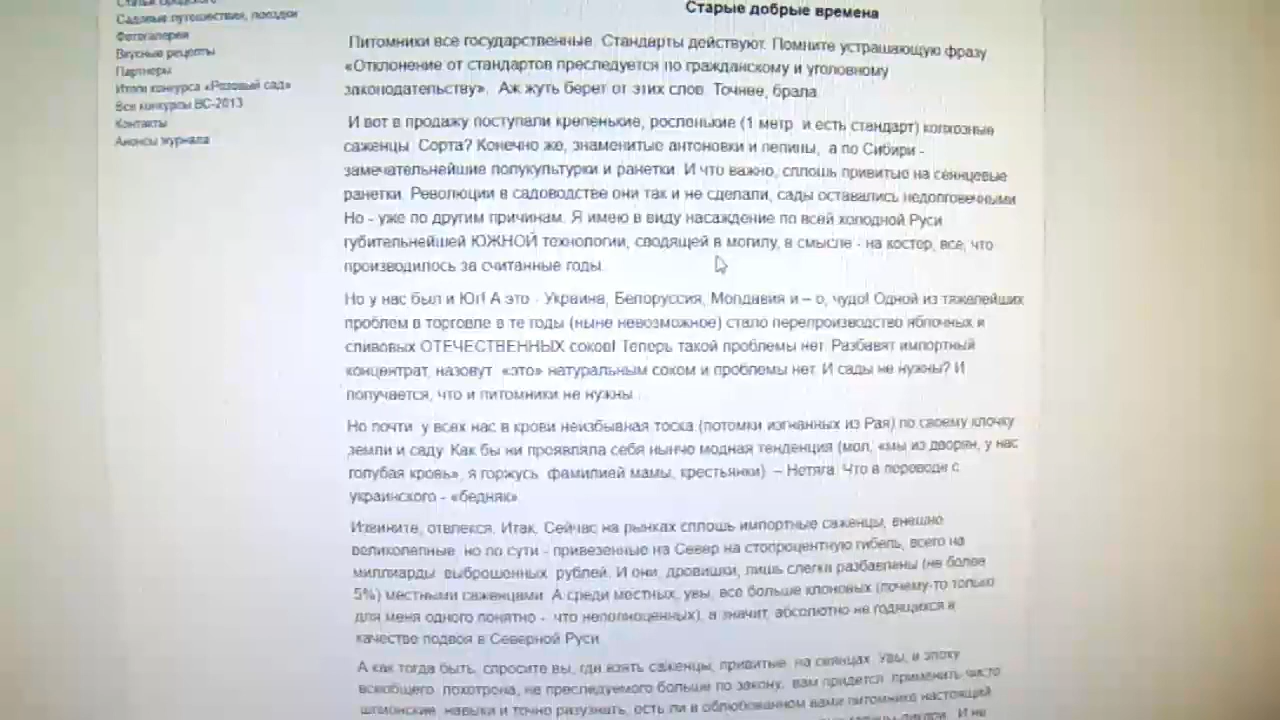 Садовые путешествия, поездки
Фотогалерея
Вкусные рецепты
Партнеры
Итоги конкурса «Розовый сад»
Все конкурсы ВС-2013
Контакты
Анонсы журнала
Старые добрые времена
Питомники все государственные. Стандарты действуют. Помните устрашающую фразу
«Отклонение от стандартов преследуется по гражданскому и уголовному
законодательству». Аж жуть берет от этих слов. Точнее, брала.
И вот в продажу поступали крепенькие, рослонькие (1 метр и есть стандарт) колхозные
саженцы. Сорта? Конечно же, знаменитые антоновки и пепины, а по Сибири -
замечательнейшие полукультурки и ранетки. И что важно, сплошь привитые на сеянцевые
ранетки. Революции в садоводстве они так и не сделали, сады оставались недолговечными.
Но - уже по другим причинам. Я имею в виду насаждение по всей холодной Руси
губительнейшей ЮЖНОЙ технологии, сводящей в могилу, в смысле - на костер, все, что
производилось за считанные годы.
Но у нас был и Юг! А это - Украина, Белоруссия, Молдавия и – о, чудо! Одной из тяжелейших
проблем в торговле в те годы (ныне невозможное) стало перепроизводство яблочных и
сливовых ОТЕЧЕСТВЕННЫХ соков! Теперь такой проблемы нет. Разбавят импортный
концентрат, назовут «это» натуральным соком и проблемы нет. И сады не нужны? И
получается, что и питомники не нужны...
Но почти у всех нас в крови неизбывная тоска (потомки изгнанных из Рая) по своему клочку
земли и саду. Как бы ни проявляла себя нынче модная тенденция (мол, «мы из дворян, у нас
голубая кровь», я горжусь фамилией мамы, крестьянки) – Нетяга. Что в переводе с
украинского - «бедняк».
Извините, отвлекся. Итак. Сейчас на рынках сплошь импортные саженцы, внешно
великолепные, но по сути - привезенные на Север на стопроцентную гибель, всего на
миллиарды выброшенных рублей. И они, дровишки, лишь слегка разбавлены (не более
5%) местными саженцами. А среди местных, увы, все больше клоновых (почему-то только
для меня одного понятно - что неполноценных), а значит, абсолютно не годящихся в
качестве подвоя в Северной Руси.
А как тогда быть, спросите вы, где взять саженцы, привитые на сеянцах. Увы, в эпоху
всеобщего лохотрона, не преследуемого больше по закону, вам придется применить чисто
шпионские навыки и точно разузнать, есть ли в облюбованном вами питомнике настоящий